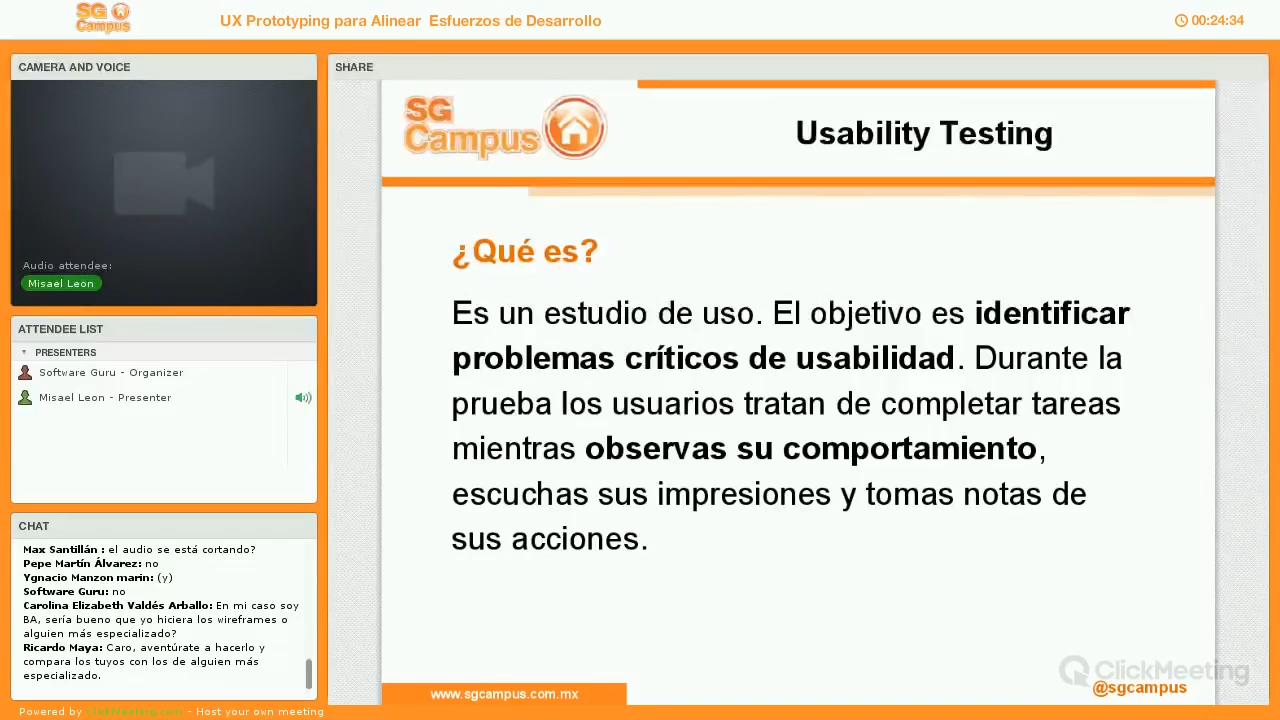 SG
Campus
UX Prototyping para Alinear Esfuerzos de Desarrollo
00:24:34
CAMERA AND VOICE
Audio attendee:
Misael Leon
ATTENDEE LIST
PRESENTERS
Software Guru - Organizer
Misael Leon - Presenter
CHAT
Max Santillán : el audio se está cortando?
Pepe Martín Álvarez: no
Ygnacio Manzon marin: (y)
Software Guru: no
Carolina Elizabeth Valdés Arballo: En mi caso soy
BA, sería bueno que yo hiciera los wireframes o
alguien más especializado?
Ricardo Maya: Caro, aventúrate a hacerlo y
compara los tuyos con los de alguien más
especializado.
Powered by ClickMeeting.com - Host your own meeting
SHARE
SG
Campus
Usability Testing
¿Qué es?
Es un estudio de uso. El objetivo es identificar
problemas críticos de usabilidad. Durante la
prueba los usuarios tratan de completar tareas
mientras observas su comportamiento,
escuchas sus impresiones y tomas notas de
sus acciones.
www.sgcampus.com.mx
ClickMeeting
@sgcampus